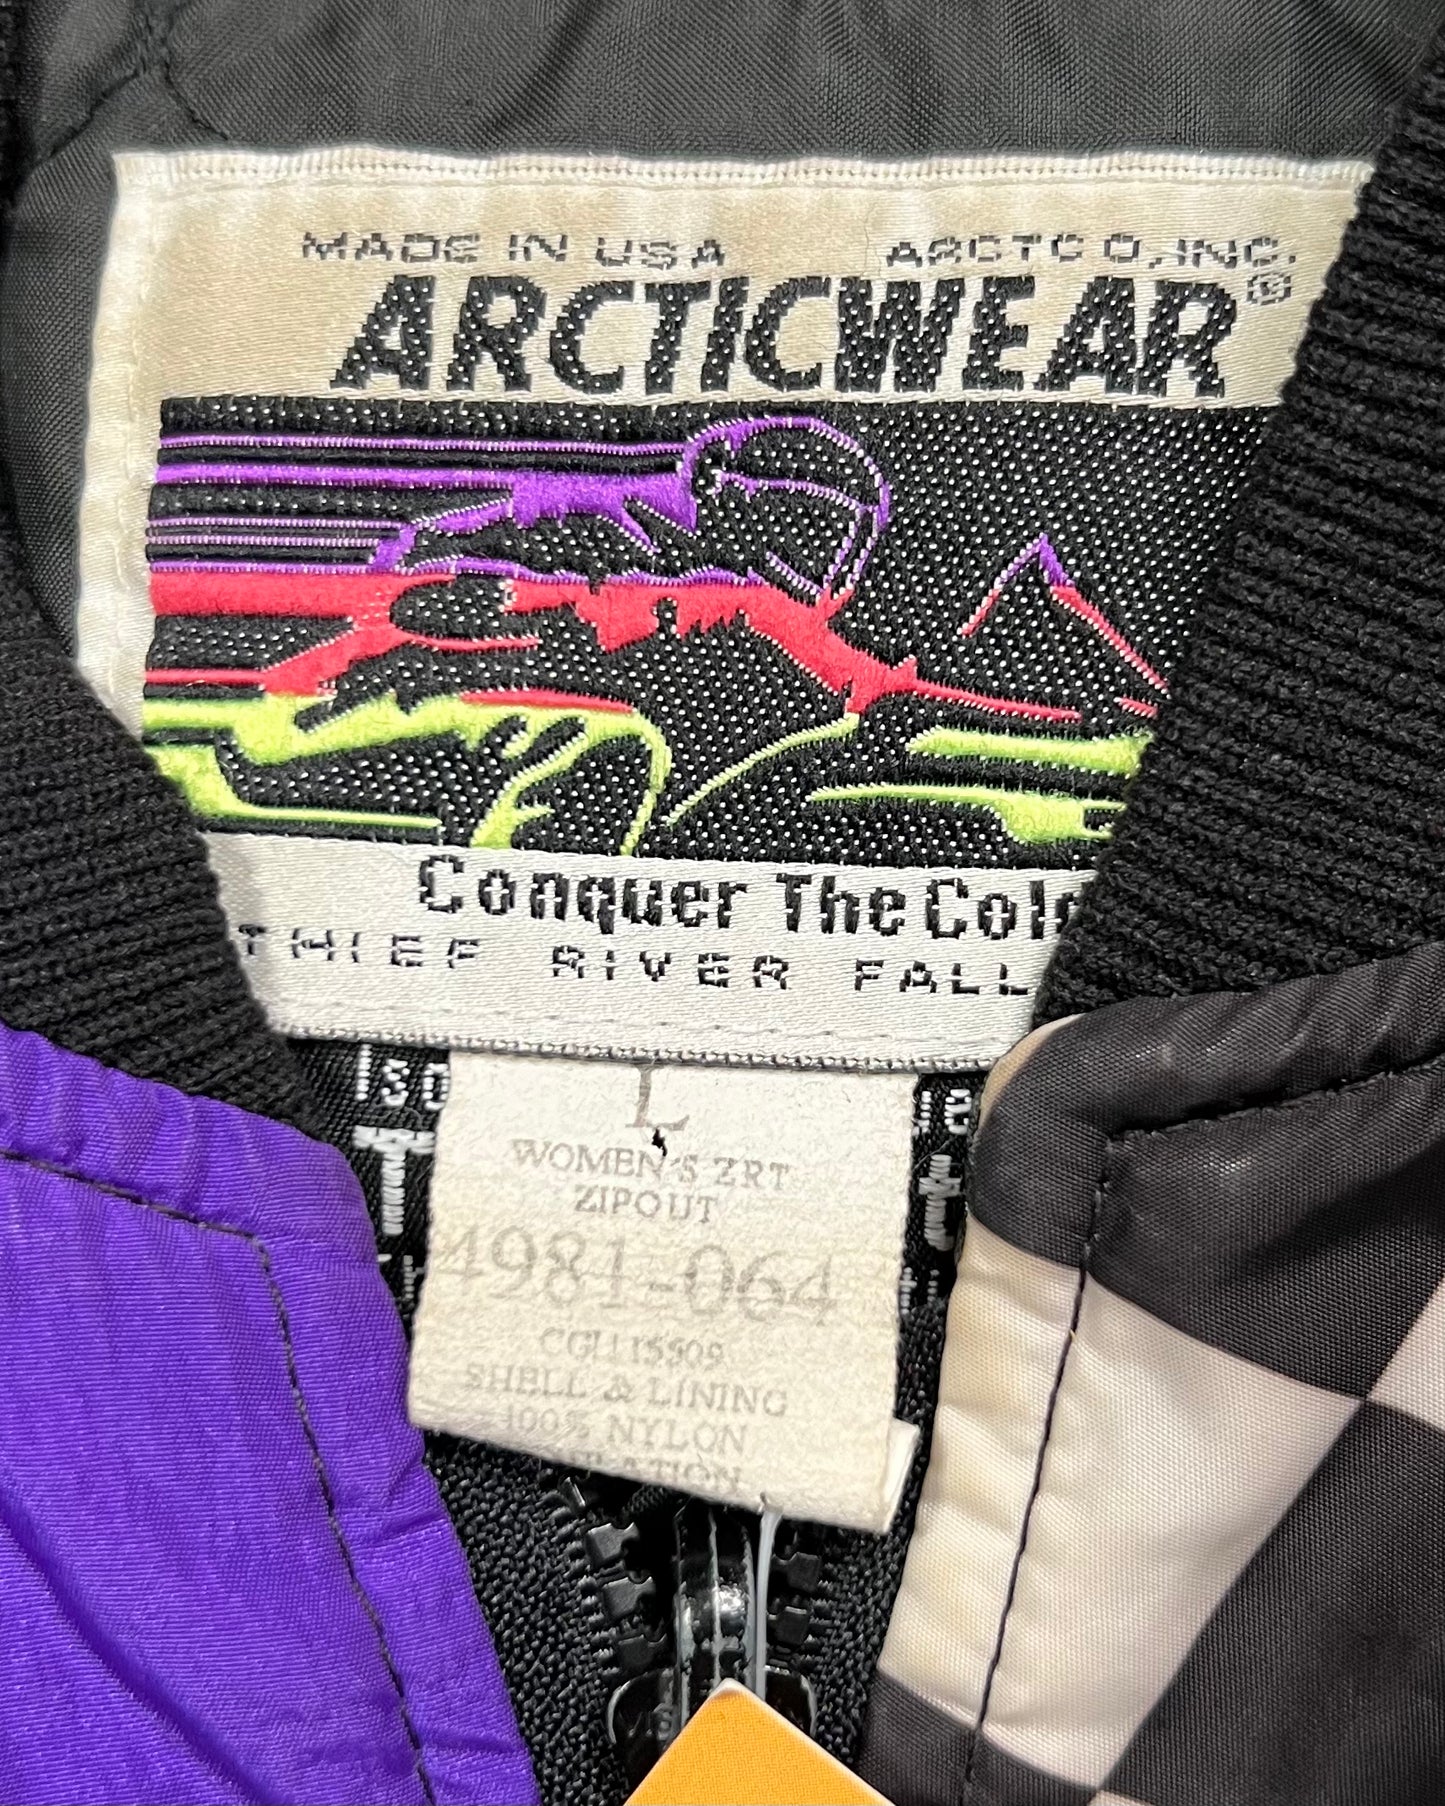 MADE IN USA ARCTCO, INC.
ARCTICWEAR®
Conquer The Col
THIEF RIVER FALL
L
WOMEN'S ZRT
ZIPOUT
4981-064
SHELL & LINING
100% NYLON